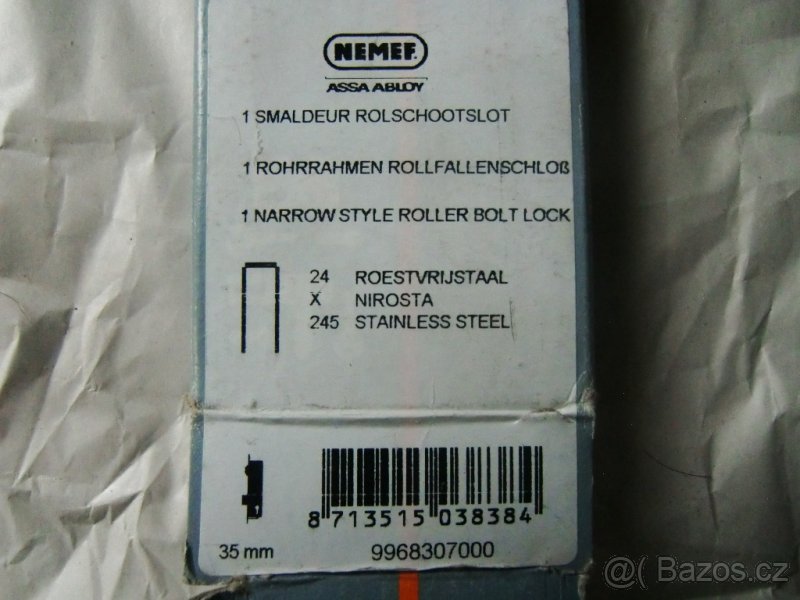 NEMEF
ASSA ABLOY
1 SMALDEUR ROLSCHOOTSLOT
1 ROHRRAHMEN ROLLFALLENSCHLOß
1 NARROW STYLE ROLLER BOLT LOCK
24 ROESTVRIJSTAAL
X NIROSTA
245 STAINLESS STEEL
8 713515 038384
35 mm 9968307000
@( Bazoš.cz